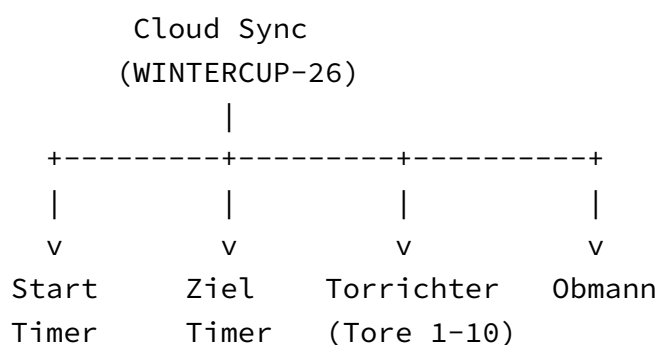 Cloud Sync
(WINTERCUP-26)
|
+---------+---------+----------+
| | | |
v v v v
Start Ziel Torrichter Obmann
Timer Timer (Tore 1-10)